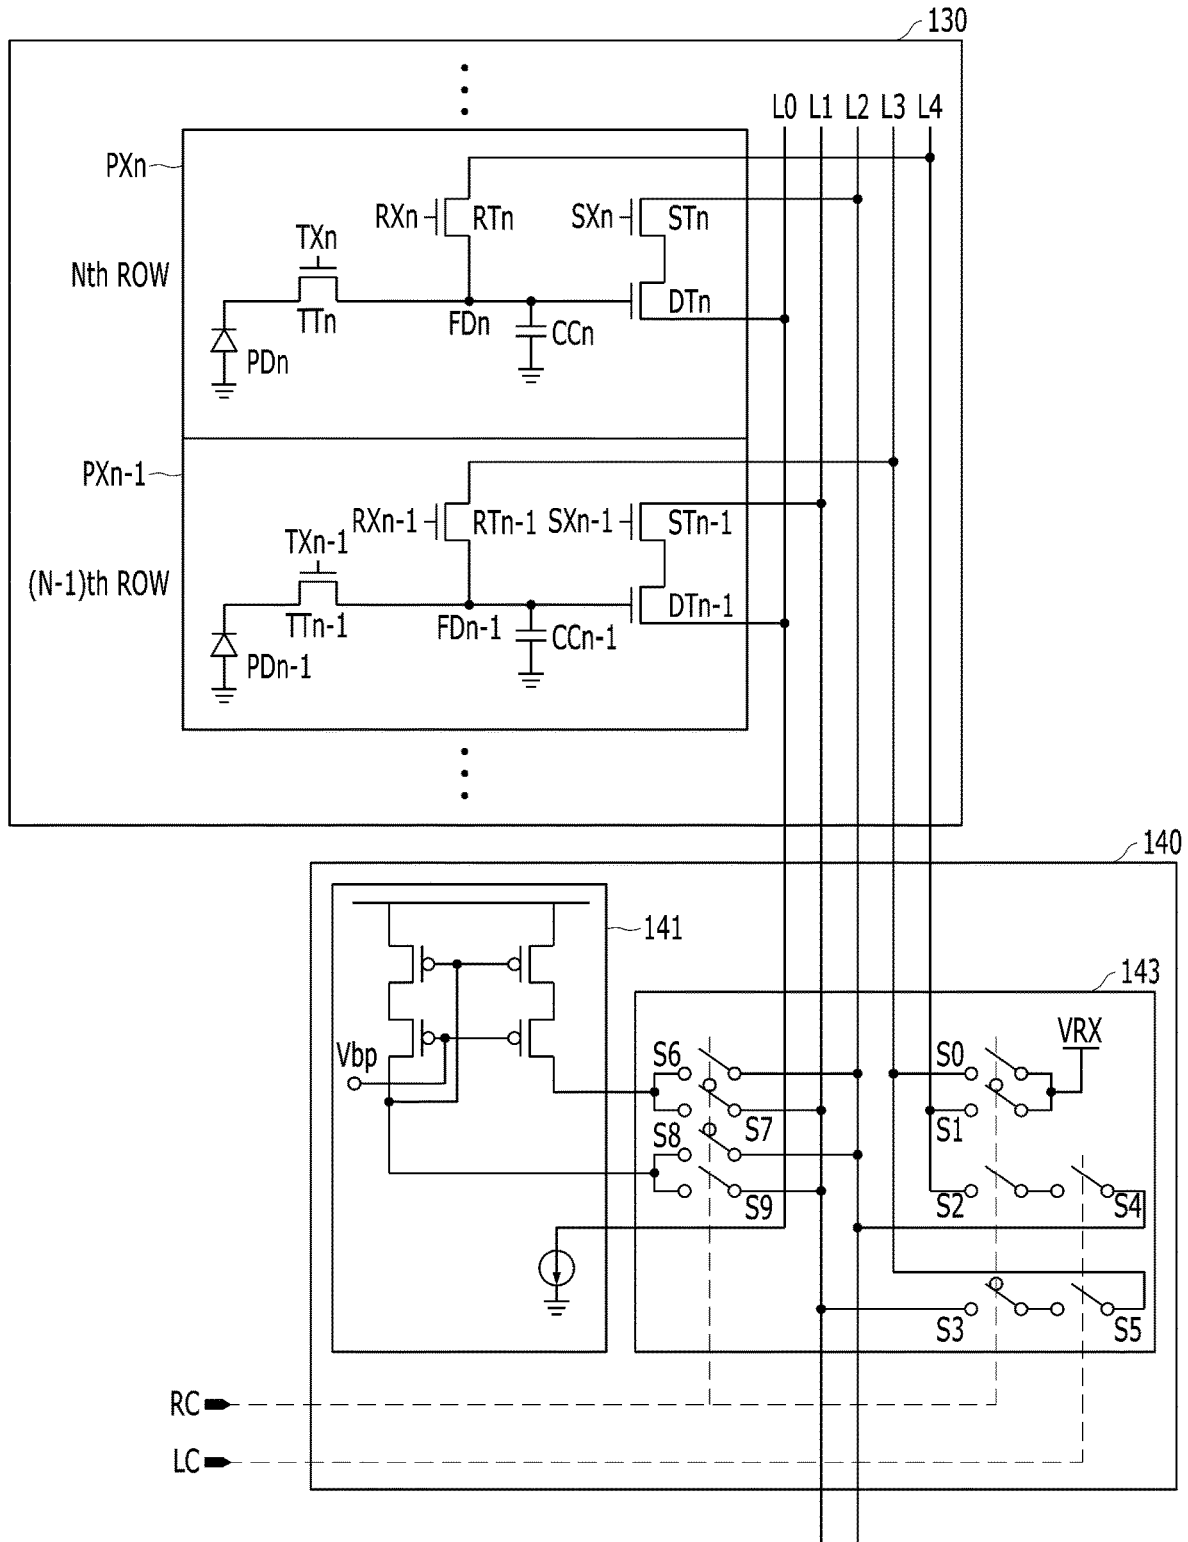 130
L0 L1 L2 L3 L4
PXn
RXn RTn SXn STn
TXn
Nth ROW
TTn FDn CCn DTn
PDn
PXn-1
RXn-1 RTn-1 SXn-1 STn-1
TXn-1
(N-1)th ROW
TTn-1 FDn-1 CCn-1 DTn-1
PDn-1
140
141
143
VRX
Vbp S6 S0
S8 S7 S1
S9 S2 S4
S3 S5
RC
LC